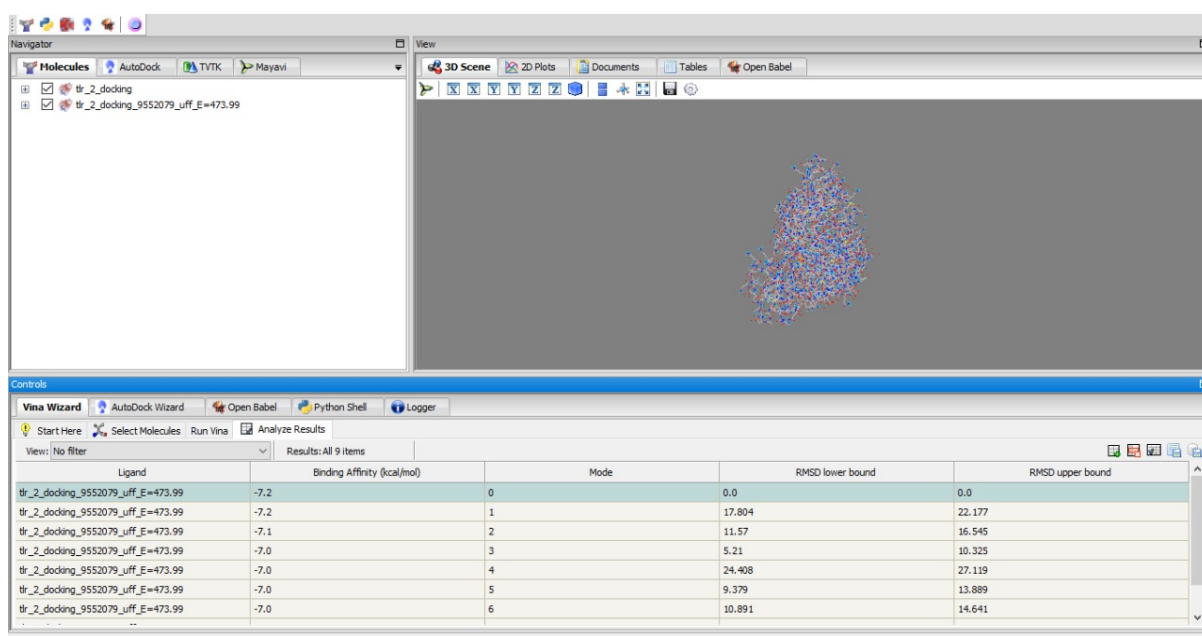 Navigator
View
Molecules AutoDock TVTK Mayavi
3D Scene 2D Plots Documents Tables Open Babel
tlr_2_docking
tlr_2_docking_9552079_uff_E=473.99
X X Y Y Z Z
Controls
Vina Wizard AutoDock Wizard Open Babel Python Shell Logger
Start Here Select Molecules Run Vina Analyze Results
View: No filter Results: All 9 items
Ligand Binding Affinity (kcal/mol) Mode RMSD lower bound RMSD upper bound
tlr_2_docking_9552079_uff_E=473.99 -7.2 0 0.0 0.0
tlr_2_docking_9552079_uff_E=473.99 -7.2 1 17.804 22.177
tlr_2_docking_9552079_uff_E=473.99 -7.1 2 11.57 16.545
tlr_2_docking_9552079_uff_E=473.99 -7.0 3 5.21 10.325
tlr_2_docking_9552079_uff_E=473.99 -7.0 4 24.408 27.119
tlr_2_docking_9552079_uff_E=473.99 -7.0 5 9.379 13.889
tlr_2_docking_9552079_uff_E=473.99 -7.0 6 10.891 14.641